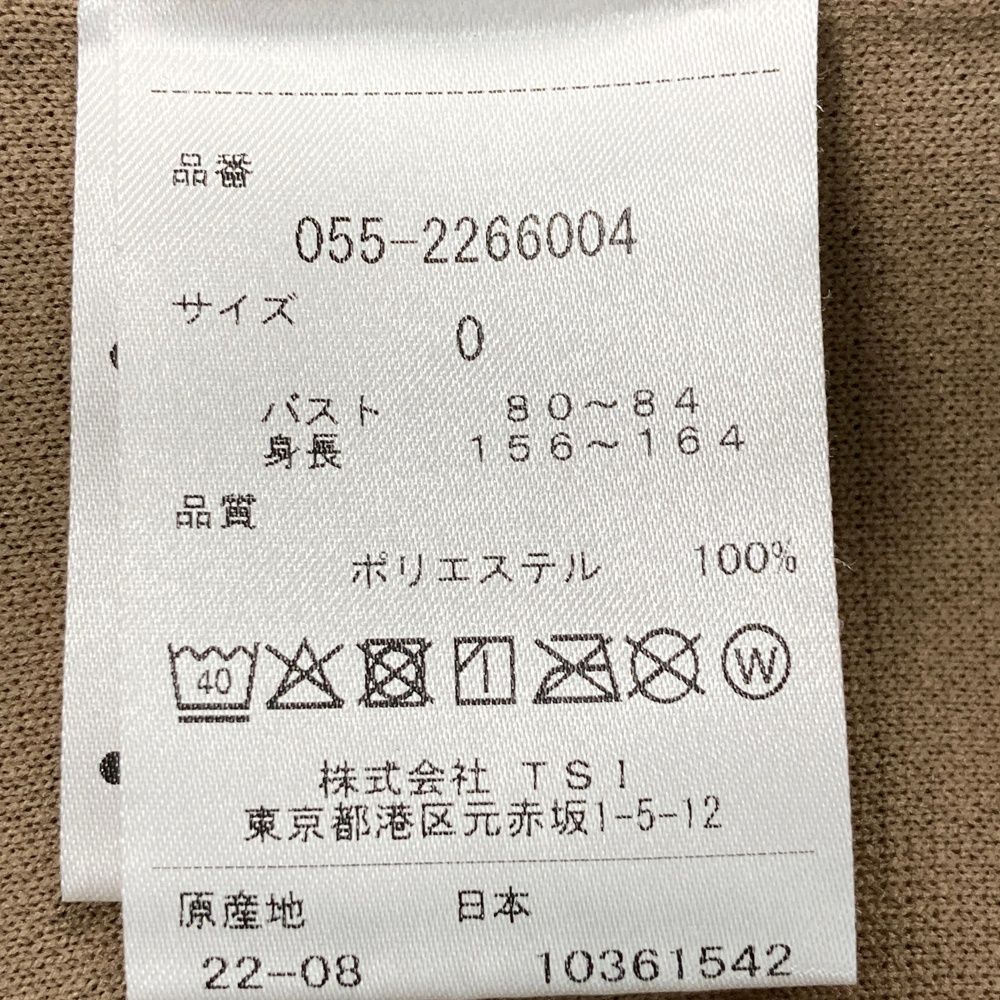 品番
055-2266004
サイズ
0
バスト 80〜84
身長 156〜164
品質
ポリエステル 100%
40 W
株式会社 TSI
東京都港区元赤坂1-5-12
原産地 日本
22-08 10361542